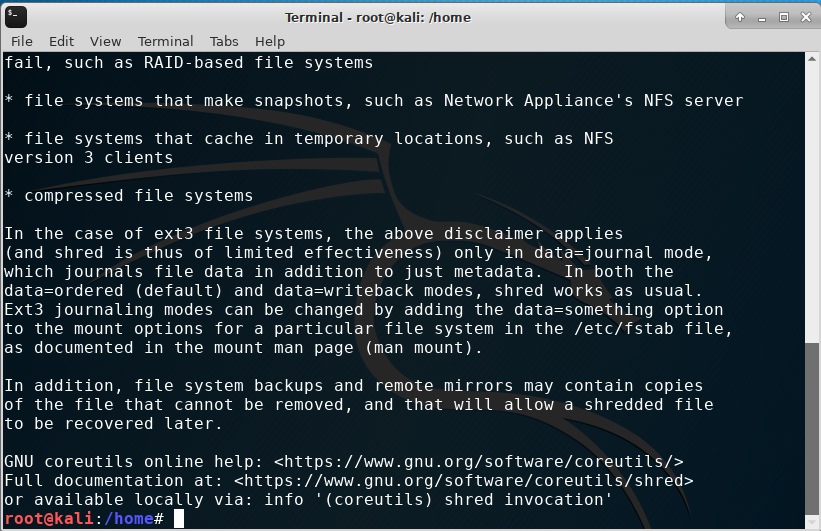 Terminal - root@kali: /home
File Edit View Terminal Tabs Help
fail, such as RAID-based file systems
* file systems that make snapshots, such as Network Appliance's NFS server
* file systems that cache in temporary locations, such as NFS
version 3 clients
* compressed file systems
In the case of ext3 file systems, the above disclaimer applies
(and shred is thus of limited effectiveness) only in data=journal mode,
which journals file data in addition to just metadata.  In both the
data=ordered (default) and data=writeback modes, shred works as usual.
Ext3 journaling modes can be changed by adding the data=something option
to the mount options for a particular file system in the /etc/fstab file,
as documented in the mount man page (man mount).
In addition, file system backups and remote mirrors may contain copies
of the file that cannot be removed, and that will allow a shredded file
to be recovered later.
GNU coreutils online help: <https://www.gnu.org/software/coreutils/>
Full documentation at: <https://www.gnu.org/software/coreutils/shred>
or available locally via: info '(coreutils) shred invocation'
root@kali:/home#